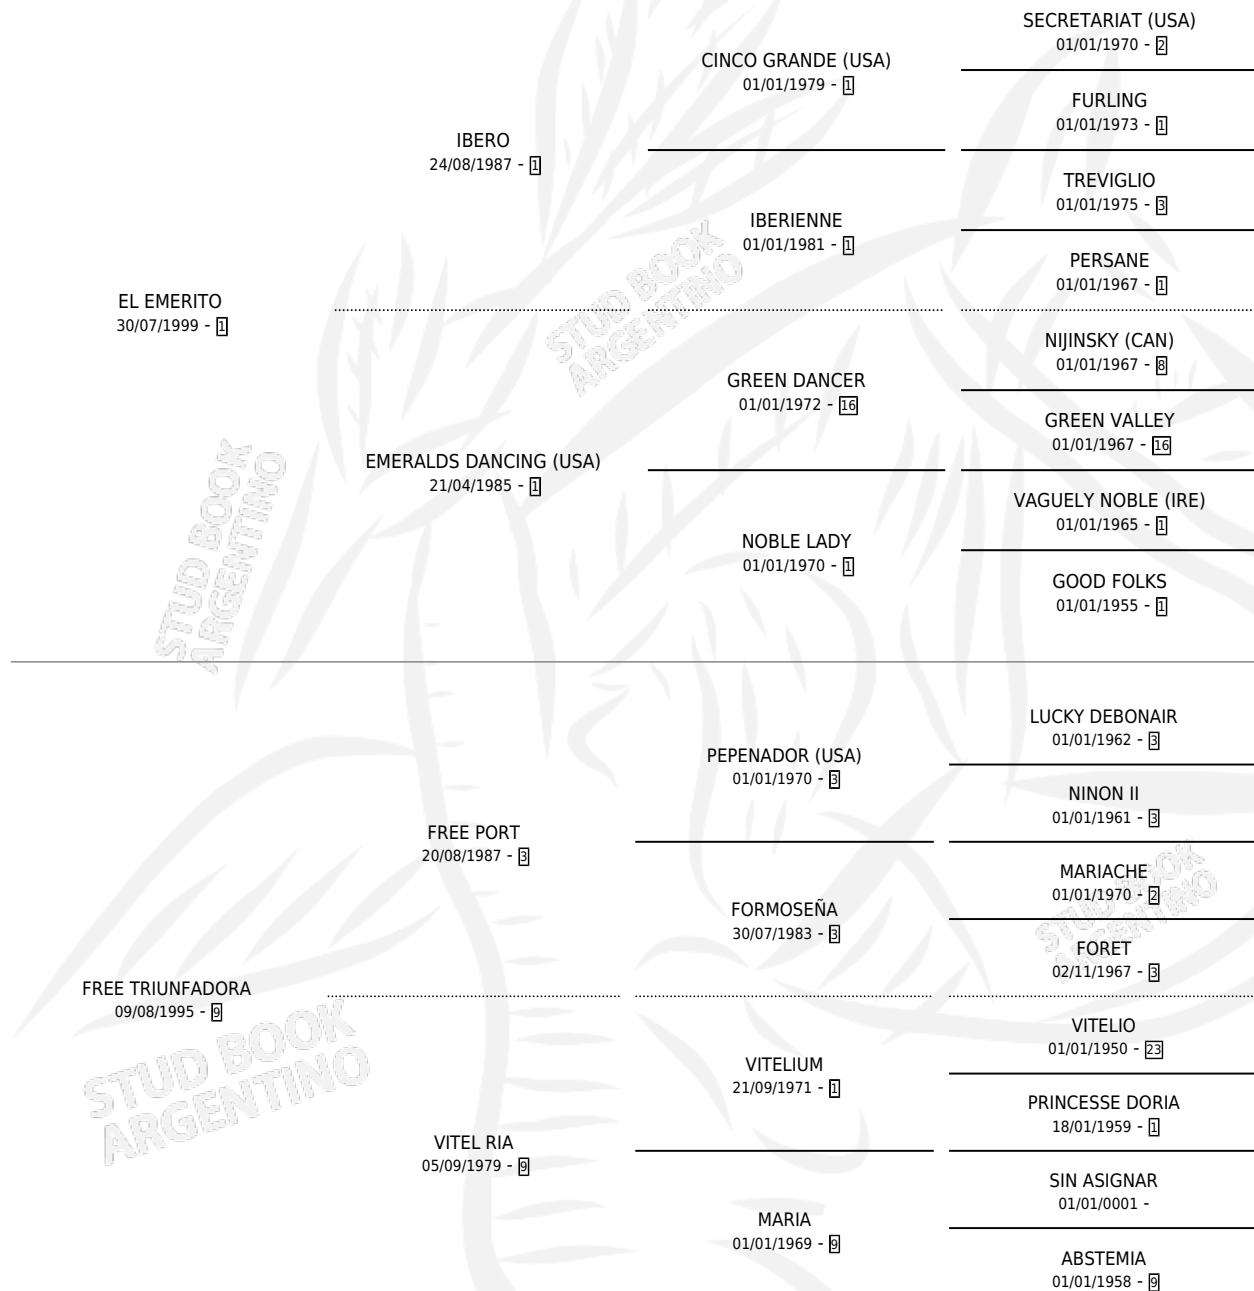 SECRETARIAT (USA)
01/01/1970 - 2
CINCO GRANDE (USA)
01/01/1979 - 1
FURLING
01/01/1973 - 1
IBERO
24/08/1987 - 1
TREVIGLIO
01/01/1975 - 3
IBERIENNE
01/01/1981 - 1
PERSANE
01/01/1967 - 1
EL EMERITO
30/07/1999 - 1
NIJINSKY (CAN)
01/01/1967 - 8
GREEN DANCER
01/01/1972 - 16
GREEN VALLEY
01/01/1967 - 16
EMERALDS DANCING (USA)
21/04/1985 - 1
VAGUELY NOBLE (IRE)
01/01/1965 - 1
NOBLE LADY
01/01/1970 - 1
GOOD FOLKS
01/01/1955 - 1
LUCKY DEBONAIR
01/01/1962 - 3
PEPENADOR (USA)
01/01/1970 - 3
NINON II
01/01/1961 - 3
FREE PORT
20/08/1987 - 3
MARIACHE
01/01/1970 - 2
FORMOSEÑA
30/07/1983 - 3
FORET
02/11/1967 - 3
FREE TRIUNFADORA
09/08/1995 - 9
VITELIO
01/01/1950 - 23
VITELIUM
21/09/1971 - 1
PRINCESSE DORIA
18/01/1959 - 1
VITEL RIA
05/09/1979 - 9
SIN ASIGNAR
01/01/0001 -
MARIA
01/01/1969 - 9
ABSTEMIA
01/01/1958 - 9
STUD BOOK
ARGENTINO
STUD BOOK
ARGENTINO
STUD BOOK
ARGENTINO
STUD BOOK
ARGENTINO